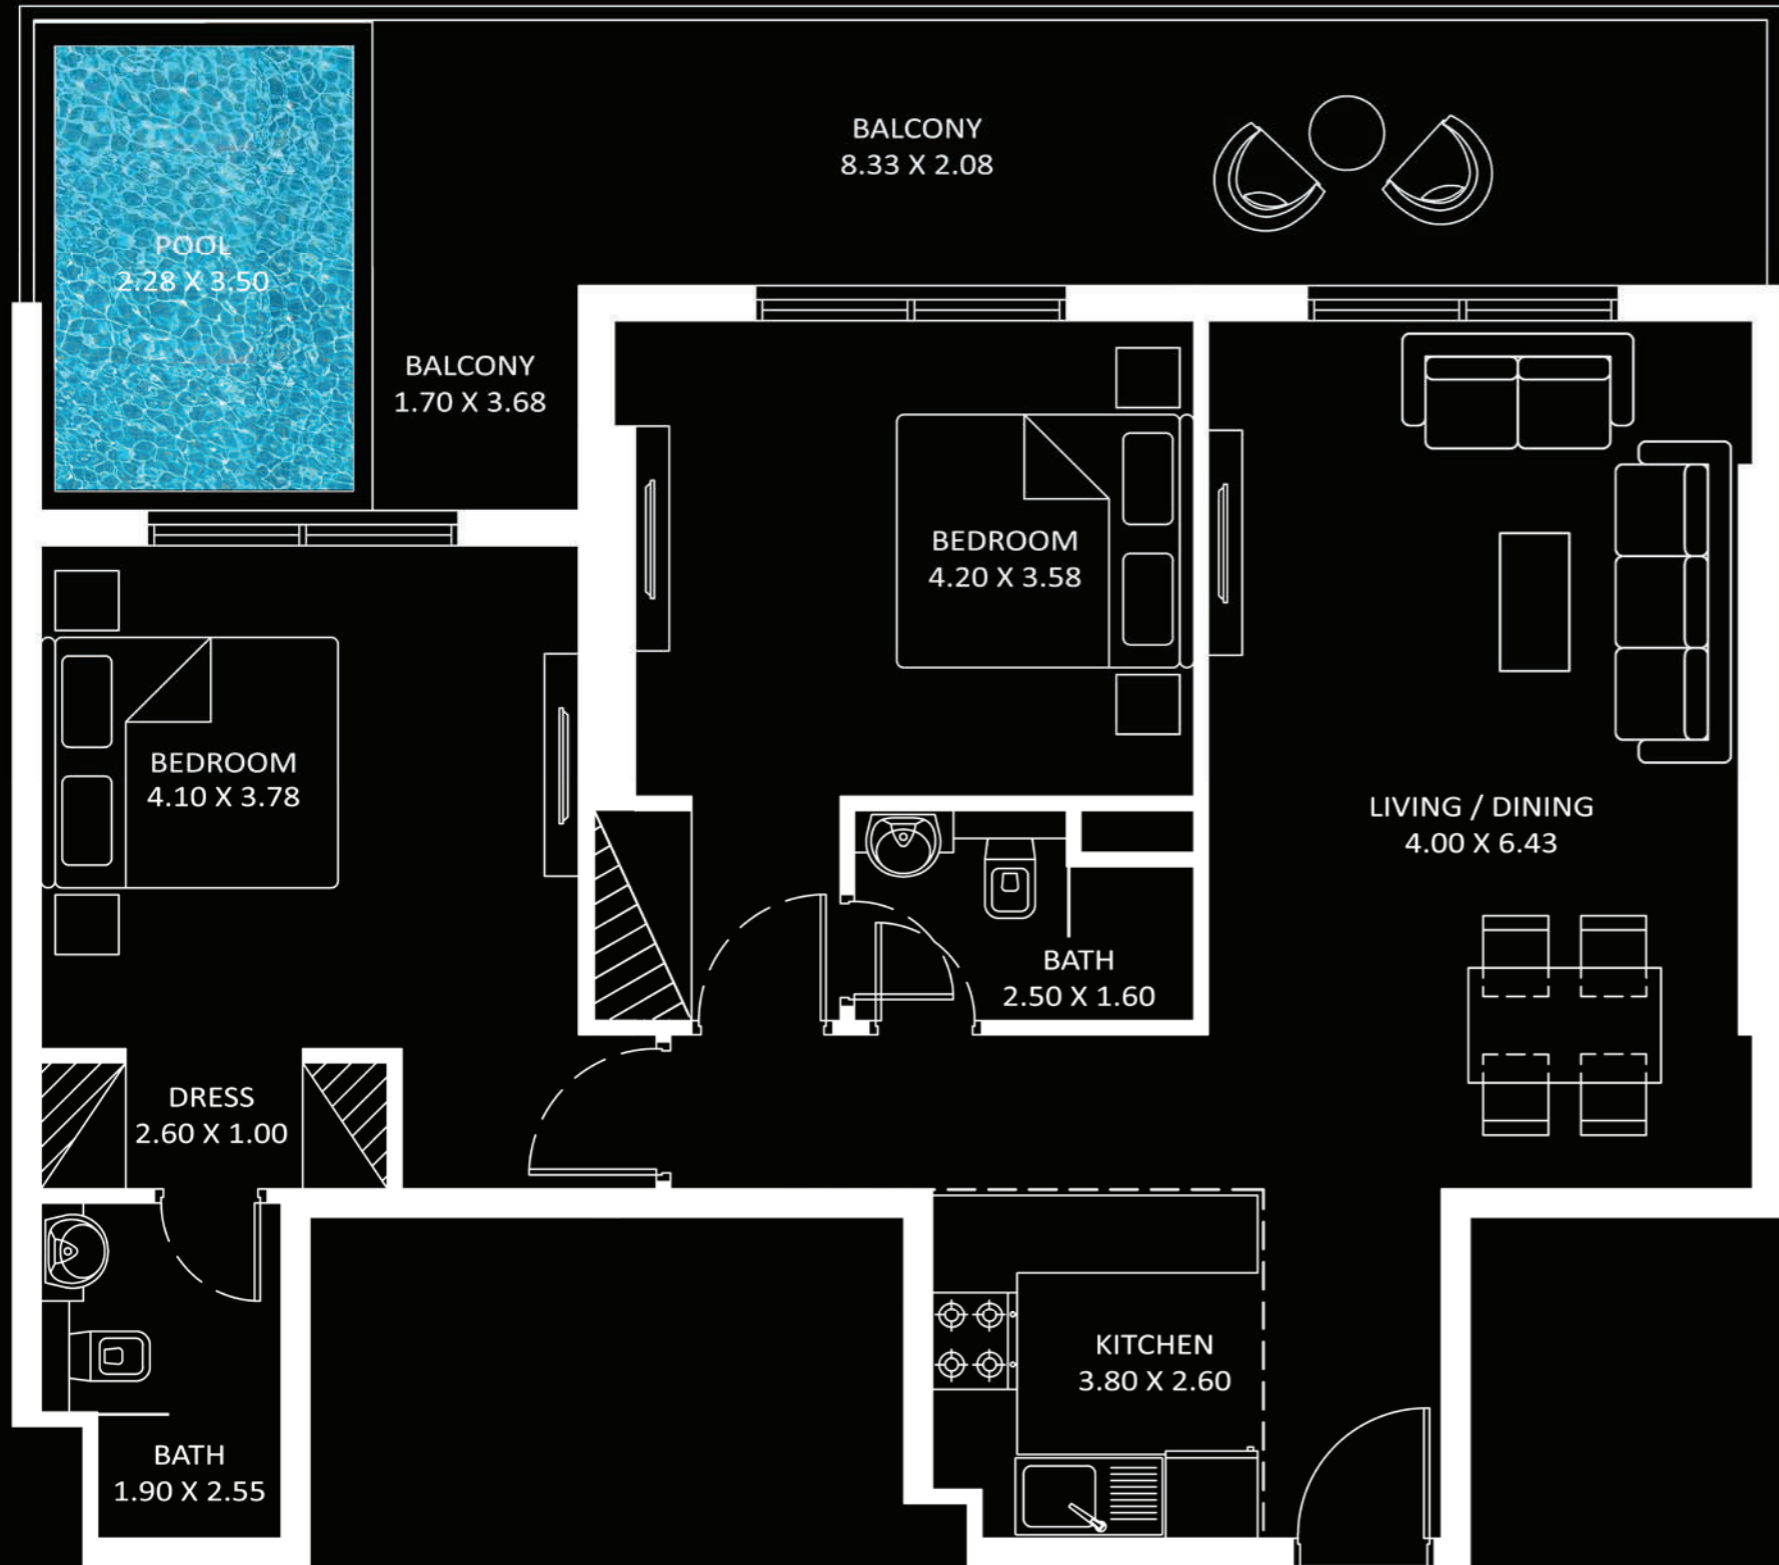 BALCONY
8.33 X 2.08
POOL
2.28 X 3.50
BALCONY
1.70 X 3.68
BEDROOM
4.20 X 3.58
BEDROOM
4.10 X 3.78
LIVING / DINING
4.00 X 6.43
BATH
2.50 X 1.60
DRESS
2.60 X 1.00
KITCHEN
3.80 X 2.60
BATH
1.90 X 2.55